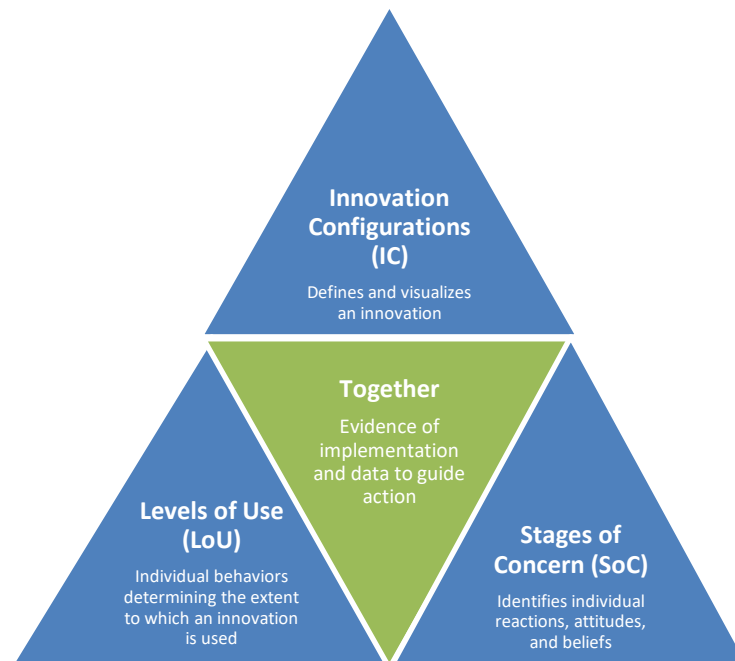 Innovation
Configurations
(IC)
Defines and visualizes
an innovation
Together
Evidence of
implementation
and data to guide
action
Levels of Use
(LoU)
Individual behaviors
determining the extent
to which an innovation
is used
Stages of
Concern (SoC)
Identifies individual
reactions, attitudes,
and beliefs